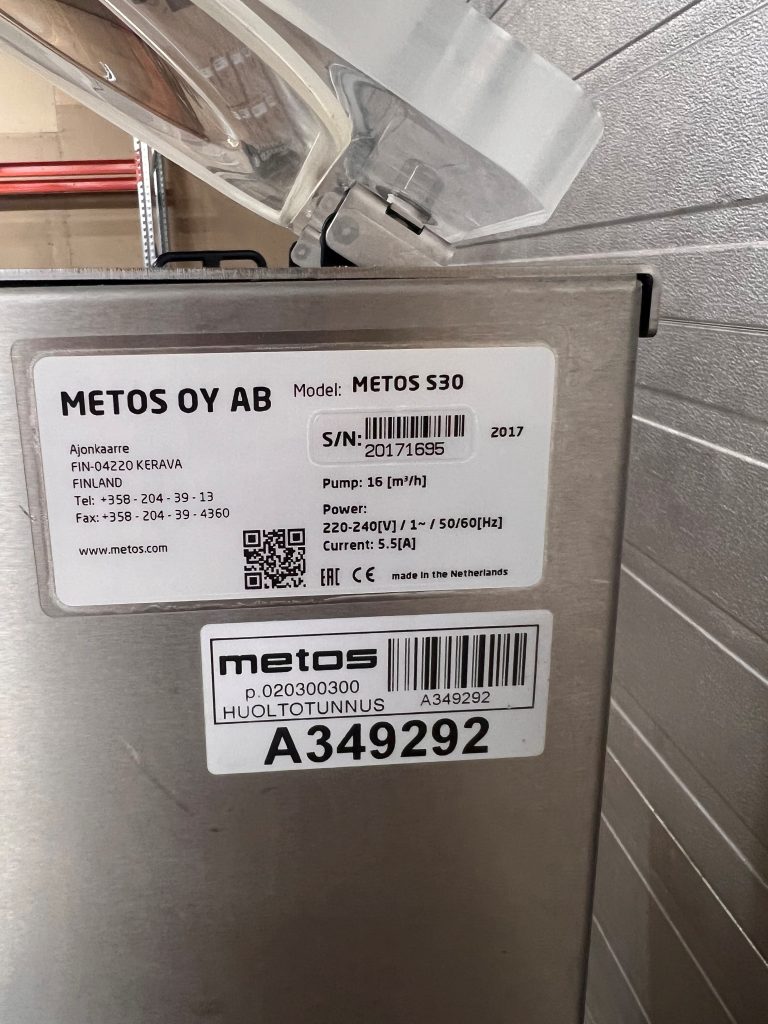 METOS OY AB
Model: METOS S30
S/N: 20171695
2017
Ajonkaarre
FIN-04220 KERAVA
FINLAND
Tel: +358 - 204 - 39 - 13
Fax: +358 - 204 - 39 - 4360
www.metos.com
Pump: 16 [m³/h]
Power:
220-240[V] / 1~ / 50/60[Hz]
Current: 5.5[A]
EAC CE made in the Netherlands
metos
p.020300300
HUOLTOTUNNUS
A349292
A349292